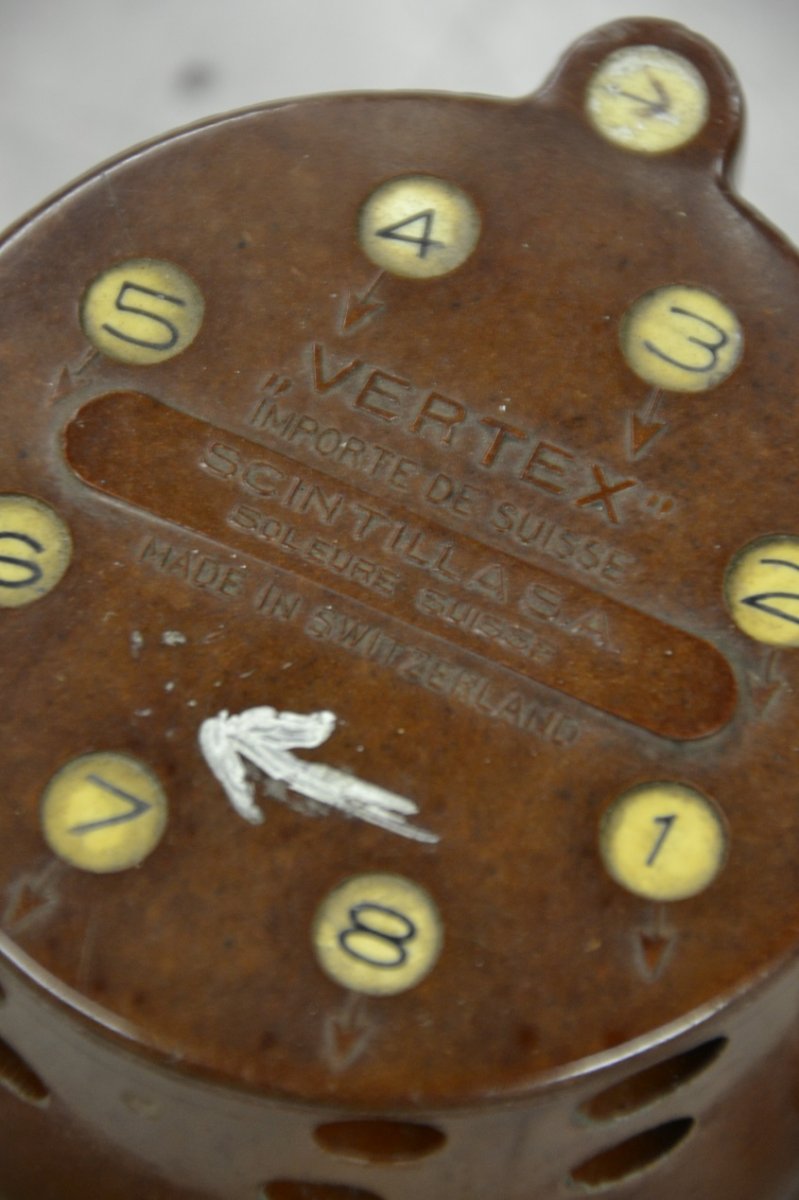 4
5
3
„VERTEX"
IMPORTE DE SUISSE
SCINTILLA S.A.
SOLEURE SUISSE
MADE IN SWITZERLAND
6
2
7
1
8